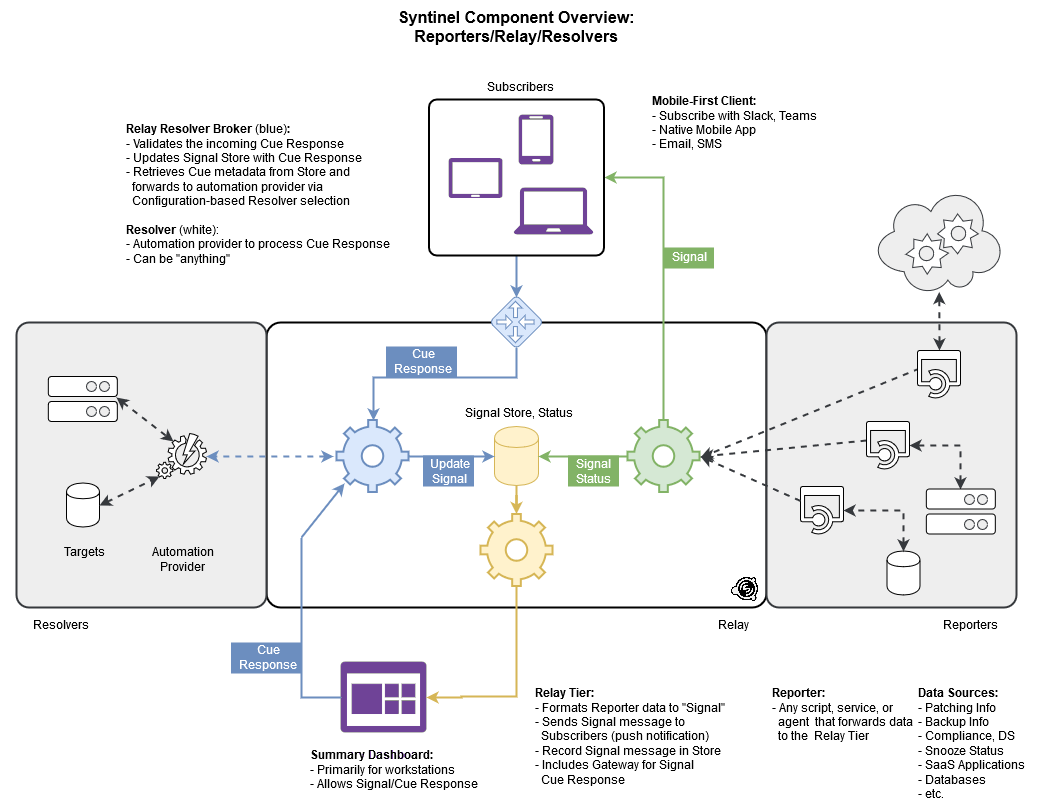 Syntinel Component Overview:
Reporters/Relay/Resolvers
Subscribers
Mobile-First Client:
- Subscribe with Slack, Teams
- Native Mobile App
- Email, SMS
Relay Resolver Broker (blue):
- Validates the incoming Cue Response
- Updates Signal Store with Cue Response
- Retrieves Cue metadata from Store and
forwards to automation provider via
Configuration-based Resolver selection
Resolver (white):
- Automation provider to process Cue Response
- Can be "anything"
Signal
Cue
Response
Signal Store, Status
Update
Signal
Signal
Status
Targets
Automation
Provider
Resolvers
Relay
Reporters
Cue
Response
Summary Dashboard:
- Primarily for workstations
- Allows Signal/Cue Response
Relay Tier:
- Formats Reporter data to "Signal"
- Sends Signal message to
Subscribers (push notification)
- Record Signal message in Store
- Includes Gateway for Signal
Cue Response
Reporter:
- Any script, service, or
agent that forwards data
to the Relay Tier
Data Sources:
- Patching Info
- Backup Info
- Compliance, DS
- Snooze Status
- SaaS Applications
- Databases
- etc.